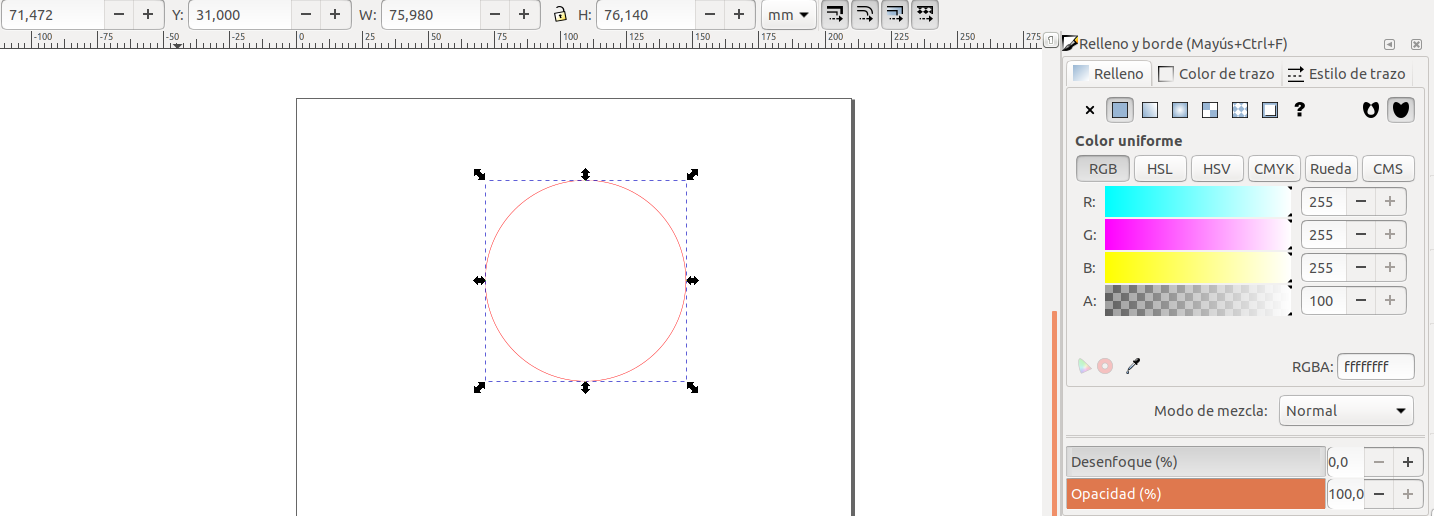 71,472 Y: 31,000 W: 75,980 H: 76,140 mm
-100 -75 -50 -25 0 25 50 75 100 125 150 175 200 225 250 275
Relleno y borde (Mayús+Ctrl+F)
Relleno Color de trazo Estilo de trazo
?
Color uniforme
RGB HSL HSV CMYK Rueda CMS
R: 255
G: 255
B: 255
A: 100
RGBA: ffffffff
Modo de mezcla: Normal
Desenfoque (%) 0,0
Opacidad (%) 100,0